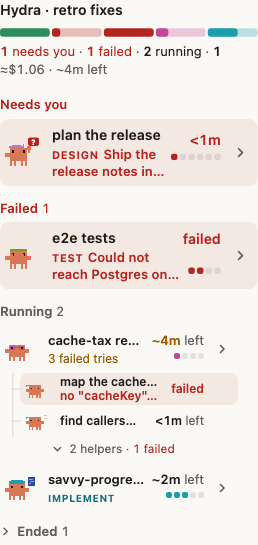 Hydra · retro fixes
1 needs you · 1 failed · 2 running · 1
≈$1.06 · ~4m left
Needs you
?
plan the release
<1m
DESIGN Ship the
release notes in…
Failed 1
e2e tests
failed
TEST Could not
reach Postgres on…
Running 2
cache-tax re…
~4m left
3 failed tries
map the cache…
no "cacheKey"…
failed
find callers…
<1m left
2 helpers · 1 failed
savvy-progre…
~2m left
IMPLEMENT
Ended 1